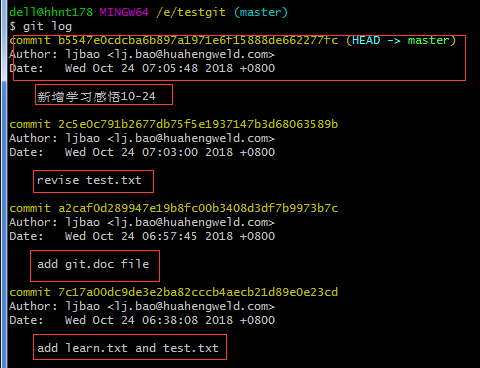 dell@hhnt178 MINGW64 /e/testgit (master)
$ git log
commit b5547e0cdcba6b897a1971e6f15888de662277fc (HEAD -> master)
Author: ljbao <lj.bao@huahengweld.com>
Date:   Wed Oct 24 07:05:48 2018 +0800
新增学习感悟10-24
commit 2c5e0c791b2677db75f5e1937147b3d68063589b
Author: ljbao <lj.bao@huahengweld.com>
Date:   Wed Oct 24 07:03:00 2018 +0800
revise test.txt
commit a2caf0d289947e19b8fc00b3408d3df7b9973b7c
Author: ljbao <lj.bao@huahengweld.com>
Date:   Wed Oct 24 06:57:45 2018 +0800
add git.doc file
commit 7c17a00dc9de3e2ba82cccb4aecb21d89e0e23cd
Author: ljbao <lj.bao@huahengweld.com>
Date:   Wed Oct 24 06:38:08 2018 +0800
add learn.txt and test.txt